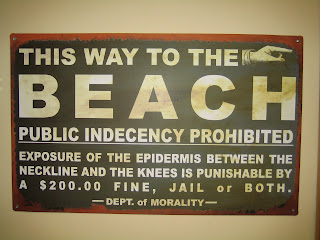 THIS WAY TO THE
BEACH
PUBLIC INDECENCY PROHIBITED
EXPOSURE OF THE EPIDERMIS BETWEEN THE
NECKLINE AND THE KNEES IS PUNISHABLE BY
A $200.00 FINE, JAIL or BOTH.
— DEPT. of MORALITY —